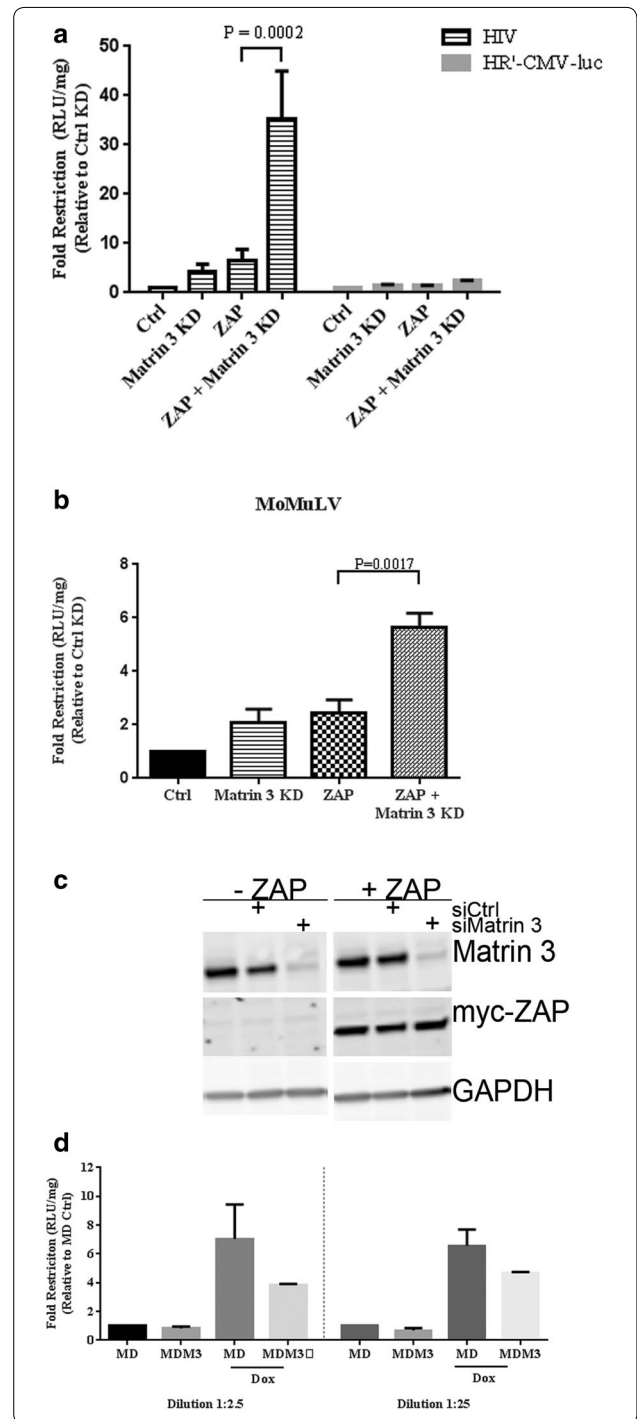 a
P = 0.0002
HIV
HR'-CMV-luc
Fold Restriction (RLU/mg)
(Relative to Ctrl KD)
50
40
30
20
10
0
Ctrl
Matrin 3 KD
ZAP
ZAP + Matrin 3 KD
Ctrl
Matrin 3 KD
ZAP
ZAP + Matrin 3 KD
b
MoMuLV
P=0.0017
Fold Restriction (RLU/mg)
(Relative to Ctrl KD)
8
6
4
2
0
Ctrl
Matrin 3 KD
ZAP
ZAP +
Matrin 3 KD
c
- ZAP
+ ZAP
+ + siCtrl
+ + siMatrin 3
Matrin 3
myc-ZAP
GAPDH
d
Fold Restriciton (RLU/mg)
(Relative to MD Ctrl)
12
10
8
6
4
2
0
MD MDM3 MD MDM3□ MD MDM3 MD MDM3
Dox Dox
Dilution 1:2.5 Dilution 1:25